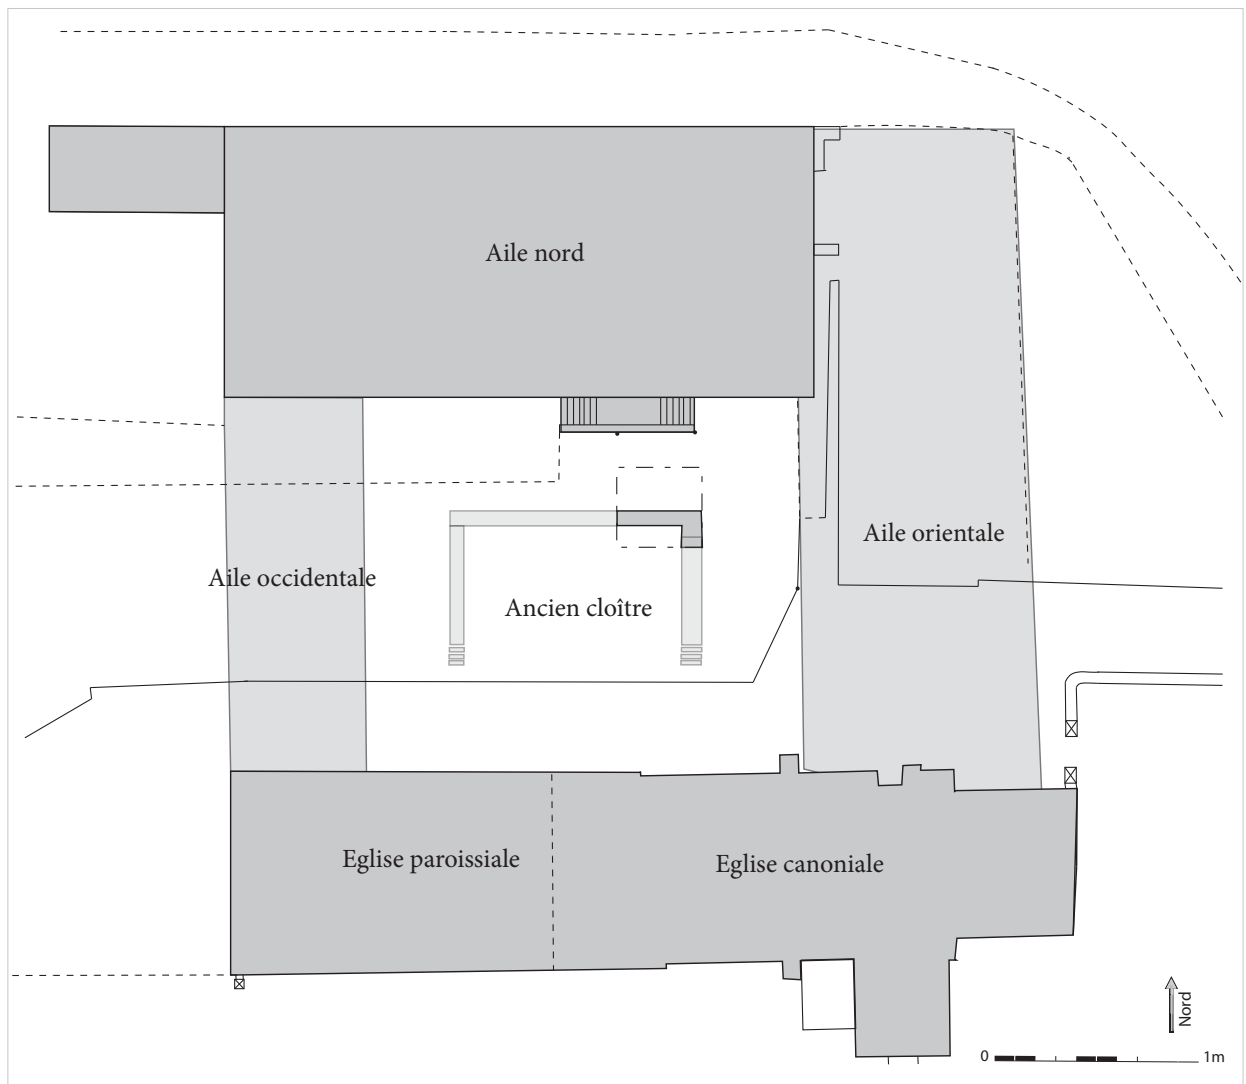 Aile nord
Aile orientale
Aile occidentale
Ancien cloître
Eglise paroissiale
Eglise canoniale
Nord
0
1m